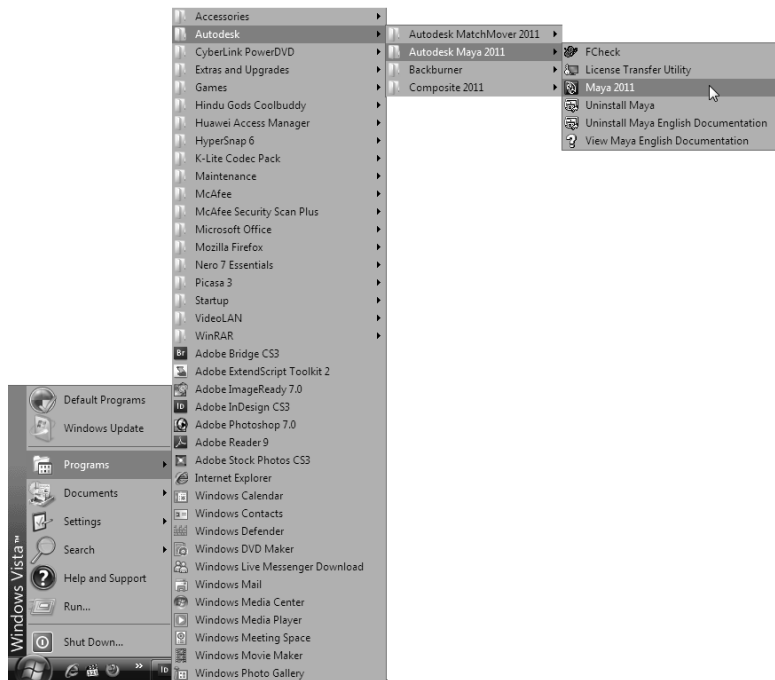 Accessories
Autodesk
CyberLink PowerDVD
Extras and Upgrades
Games
Hindu Gods Coolbuddy
Huawei Access Manager
HyperSnap 6
K-Lite Codec Pack
Maintenance
McAfee
McAfee Security Scan Plus
Microsoft Office
Mozilla Firefox
Nero 7 Essentials
Picasa 3
Startup
VideoLAN
WinRAR
Br Adobe Bridge CS3
Adobe ExtendScript Toolkit 2
Adobe ImageReady 7.0
ID Adobe InDesign CS3
Adobe Photoshop 7.0
Adobe Reader 9
Adobe Stock Photos CS3
Internet Explorer
Windows Calendar
Windows Contacts
Windows Defender
Windows DVD Maker
Windows Live Messenger Download
Windows Mail
Windows Media Center
Windows Media Player
Windows Meeting Space
Windows Movie Maker
Windows Photo Gallery
Autodesk MatchMover 2011
Autodesk Maya 2011
Backburner
Composite 2011
FCheck
License Transfer Utility
Maya 2011
Uninstall Maya
Uninstall Maya English Documentation
View Maya English Documentation
Default Programs
Windows Update
Programs
Documents
Settings
Search
Help and Support
Run...
Shut Down...
Windows Vista™
» ID